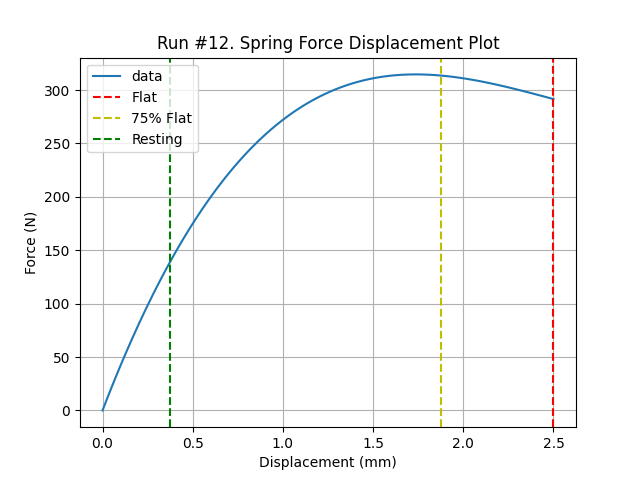 Run #12. Spring Force Displacement Plot
data
Flat
75% Flat
Resting
300
250
200
150
100
50
0
Force (N)
0.0 0.5 1.0 1.5 2.0 2.5
Displacement (mm)